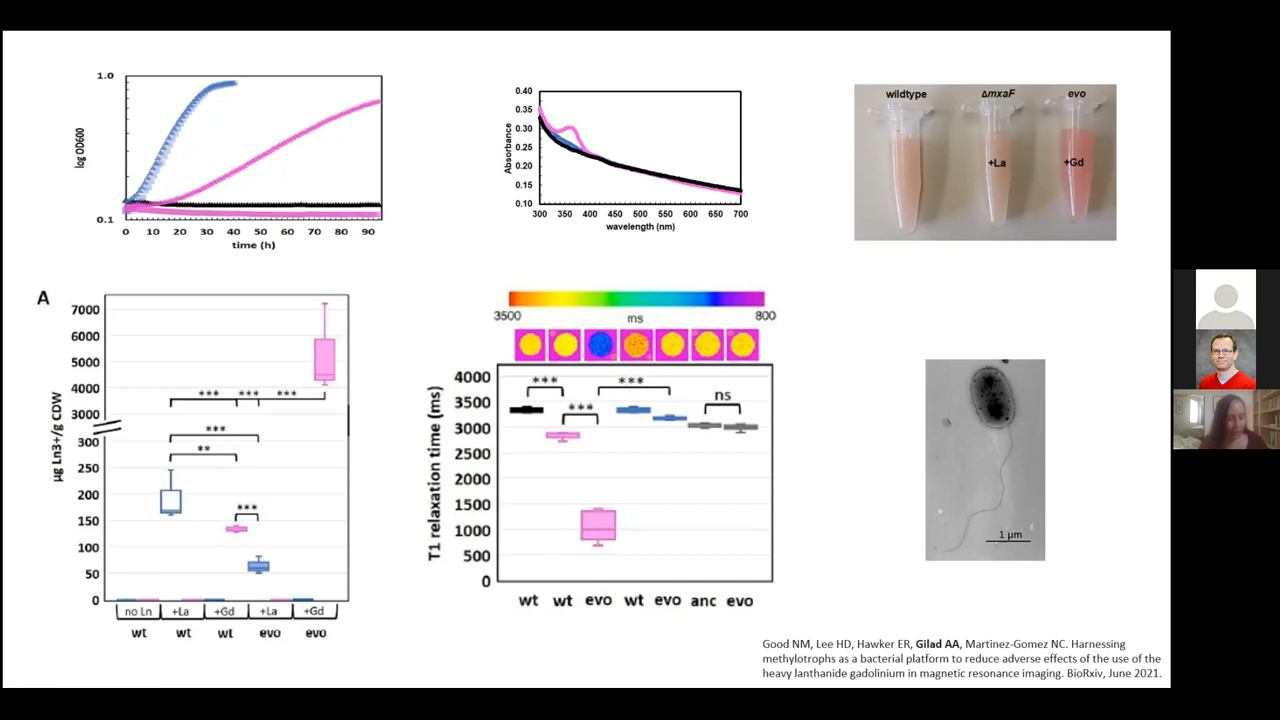 1.0
log OD600
0.1
0 10 20 30 40 50 60 70 80 90
time (h)
0.40
0.35
0.30
0.25
0.20
0.15
0.10
Absorbance
300 350 400 450 500 550 600 650 700
wavelength (nm)
wildtype ΔmxaF evo
+La +Gd
A
7000
6000
5000
4000
3000
300
250
200
150
100
50
0
µg Ln3+/g CDW
*** *** ***
***
**
***
no Ln +La +Gd +La +Gd
wt wt wt evo evo
3500 ms 800
4000
3500
3000
2500
2000
1500
1000
500
0
T1 relaxation time (ms)
*** *** ns
***
wt wt evo wt evo anc evo
1 µm
Good NM, Lee HD, Hawker ER, Gilad AA, Martinez-Gomez NC. Harnessing
methylotrophs as a bacterial platform to reduce adverse effects of the use of the
heavy lanthanide gadolinium in magnetic resonance imaging. BioRxiv, June 2021.